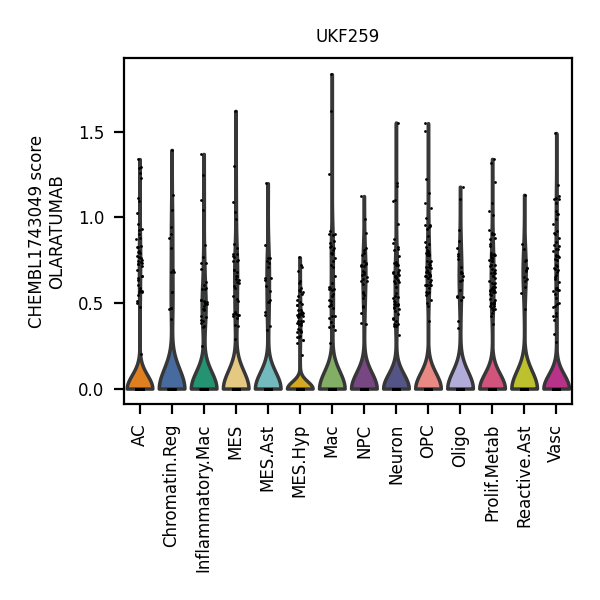 UKF259
CHEMBL1743049 score
OLARATUMAB
1.5
1.0
0.5
0.0
AC
Chromatin.Reg
Inflammatory.Mac
MES
MES.Ast
MES.Hyp
Mac
NPC
Neuron
OPC
Oligo
Prolif.Metab
Reactive.Ast
Vasc